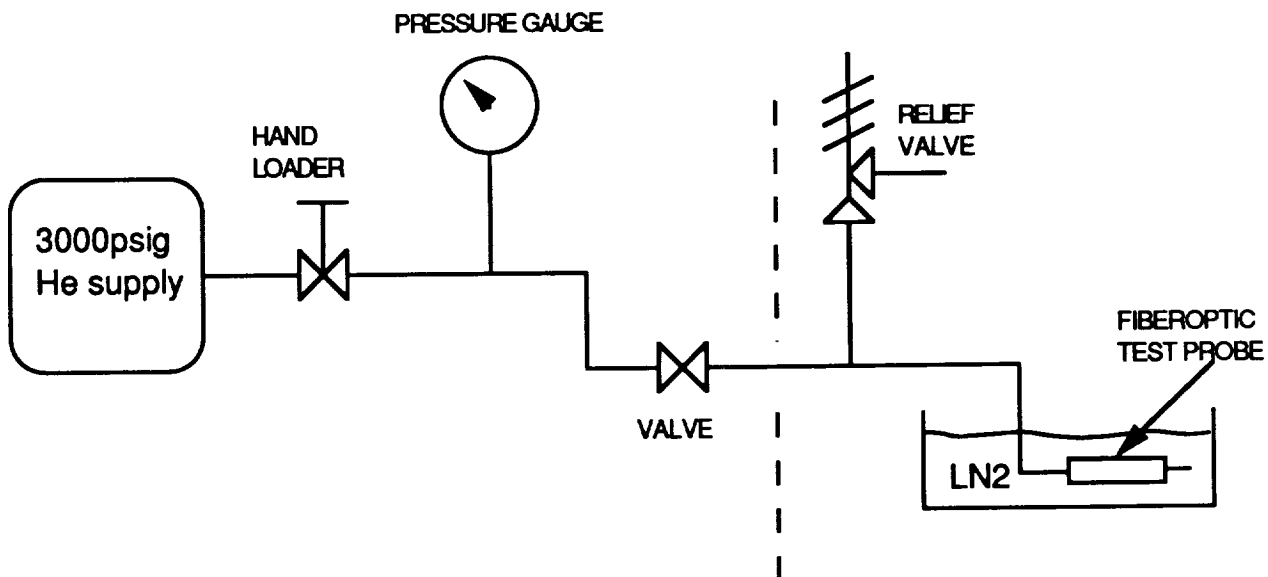 PRESSURE GAUGE
HAND
LOADER
RELIEF
VALVE
3000psig
He supply
FIBEROPTIC
TEST PROBE
VALVE
LN2